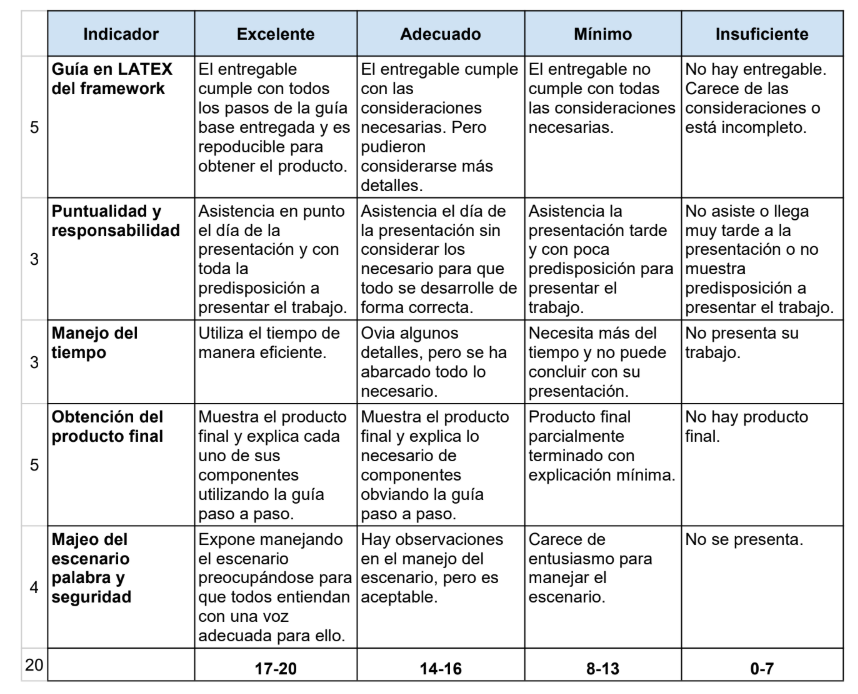 Indicador Excelente Adecuado Mínimo Insuficiente
5
Guía en LATEX
del framework
El entregable
cumple con todos
los pasos de la guía
base entregada y es
repoducible para
obtener el producto.
El entregable cumple
con las
consideraciones
necesarias. Pero
pudieron
considerarse más
detalles.
El entregable no
cumple con todas
las consideraciones
necesarias.
No hay entregable.
Carece de las
consideraciones o
está incompleto.
3
Puntualidad y
responsabilidad
Asistencia en punto
el día de la
presentación y con
toda la
predisposición a
presentar el trabajo.
Asistencia el día de
la presentación sin
considerar los
necesario para que
todo se desarrolle de
forma correcta.
Asistencia la
presentación tarde
y con poca
predisposición para
presentar el
trabajo.
No asiste o llega
muy tarde a la
presentación o no
muestra
predisposición a
presentar el trabajo.
3
Manejo del
tiempo
Utiliza el tiempo de
manera eficiente.
Ovia algunos
detalles, pero se ha
abarcado todo lo
necesario.
Necesita más del
tiempo y no puede
concluir con su
presentación.
No presenta su
trabajo.
5
Obtención del
producto final
Muestra el producto
final y explica cada
uno de sus
componentes
utilizando la guía
paso a paso.
Muestra el producto
final y explica lo
necesario de
componentes
obviando la guía
paso a paso.
Producto final
parcialmente
terminado con
explicación mínima.
No hay producto
final.
4
Majeo del
escenario
palabra y
seguridad
Expone manejando
el escenario
preocupándose para
que todos entiendan
con una voz
adecuada para ello.
Hay observaciones
en el manejo del
escenario, pero es
aceptable.
Carece de
entusiasmo para
manejar el
escenario.
No se presenta.
20 17-20 14-16 8-13 0-7